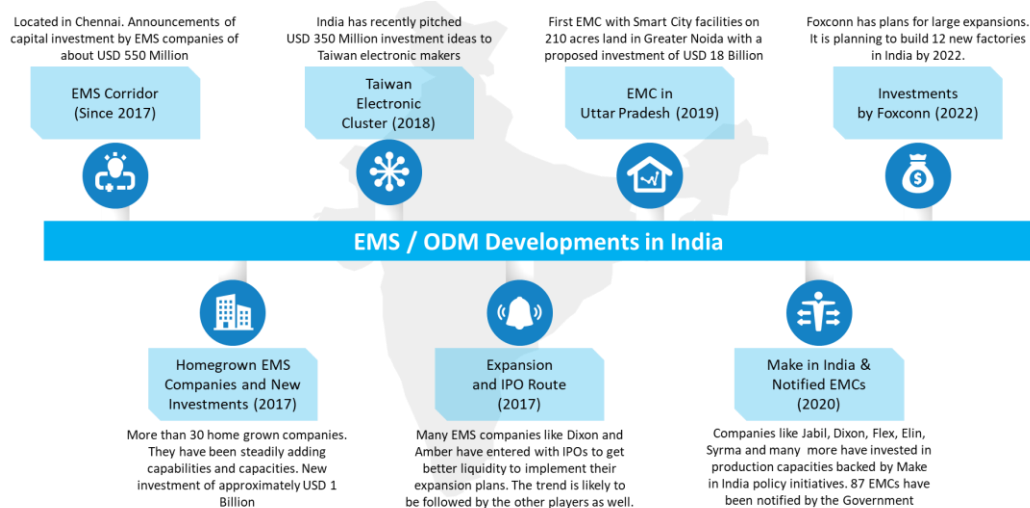 Located in Chennai. Announcements of
capital investment by EMS companies of
about USD 550 Million
EMS Corridor
(Since 2017)
India has recently pitched
USD 350 Million investment ideas to
Taiwan electronic makers
Taiwan
Electronic
Cluster (2018)
First EMC with Smart City facilities on
210 acres land in Greater Noida with a
proposed investment of USD 18 Billion
EMC in
Uttar Pradesh (2019)
Foxconn has plans for large expansions.
It is planning to build 12 new factories
in India by 2022.
Investments
by Foxconn (2022)
$
EMS / ODM Developments in India
Homegrown EMS
Companies and New
Investments (2017)
More than 30 home grown companies.
They have been steadily adding
capabilities and capacities. New
investment of approximately USD 1
Billion
Expansion
and IPO Route
(2017)
Many EMS companies like Dixon and
Amber have entered with IPOs to get
better liquidity to implement their
expansion plans. The trend is likely to
be followed by the other players as well.
Make in India &
Notified EMCs
(2020)
Companies like Jabil, Dixon, Flex, Elin,
Syrma and many more have invested in
production capacities backed by Make
in India policy initiatives. 87 EMCs have
been notified by the Government